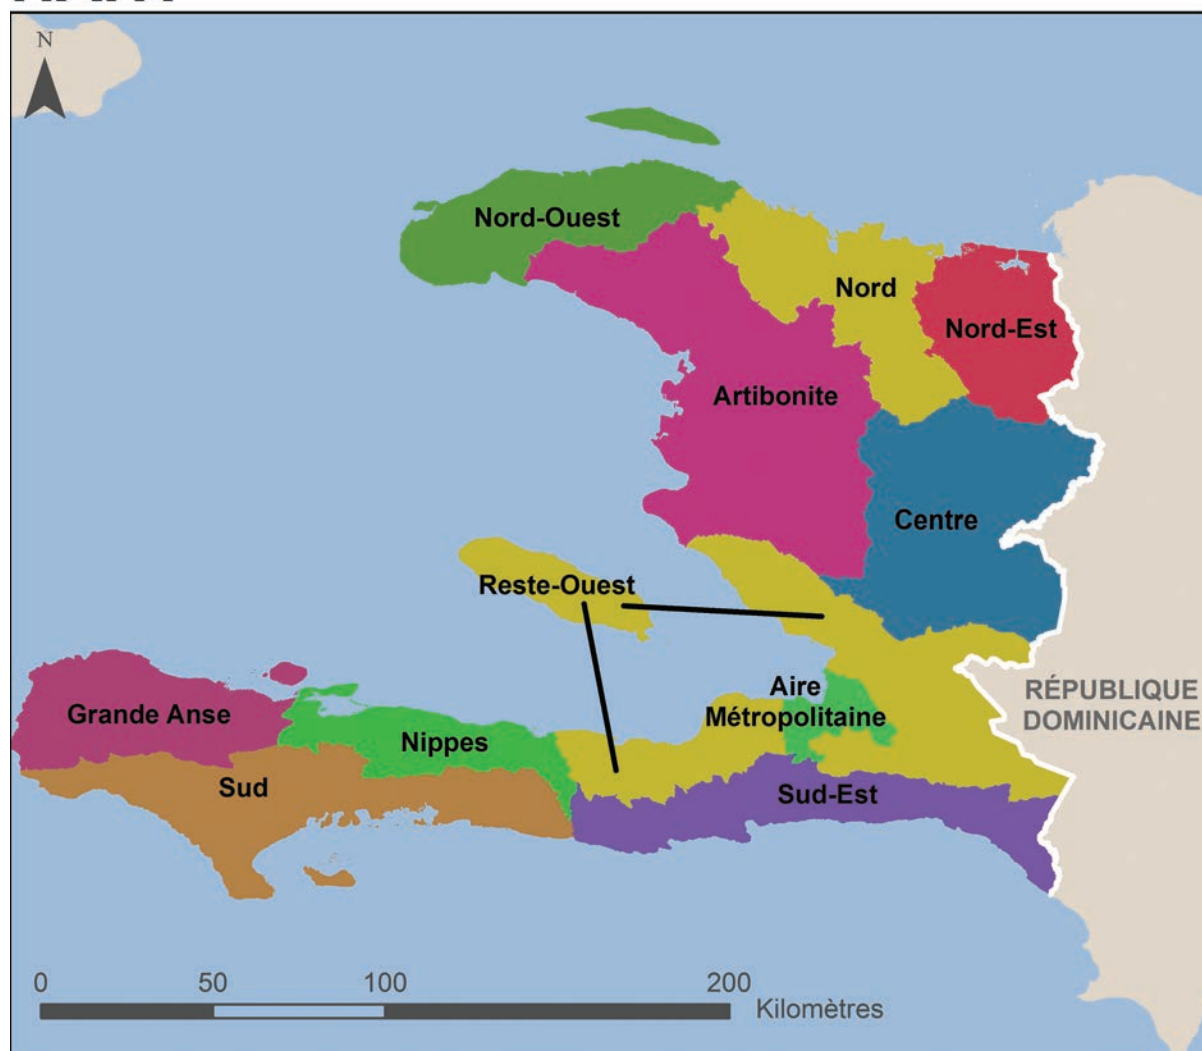 N
Nord-Ouest
Nord
Nord-Est
Artibonite
Centre
Reste-Ouest
Aire
Métropolitaine
RÉPUBLIQUE
DOMINICAINE
Grande Anse
Nippes
Sud
Sud-Est
0 50 100 200
Kilomètres